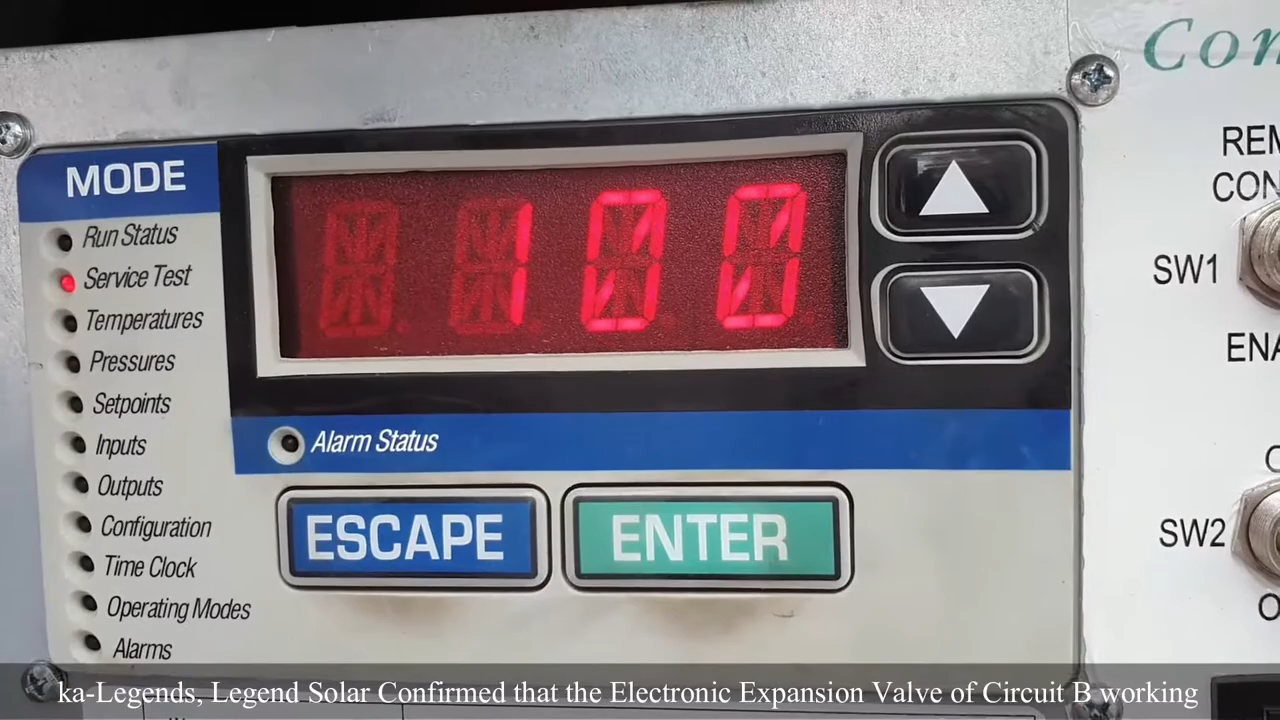 Com
REM
CON
MODE
100
Run Status
Service Test
SW1
Temperatures
Pressures
ENA
Setpoints
Alarm Status
Inputs
Outputs
ESCAPE
ENTER
Configuration
SW2
Time Clock
Operating Modes
Alarms
ka-Legends, Legend Solar Confirmed that the Electronic Expansion Valve of Circuit B working